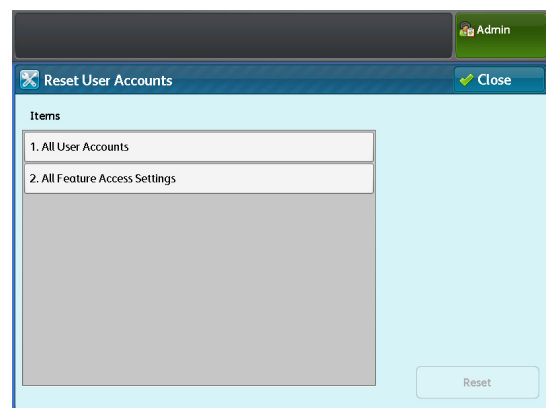 Admin
Reset User Accounts
Close
Items
1. All User Accounts
2. All Feature Access Settings
Reset